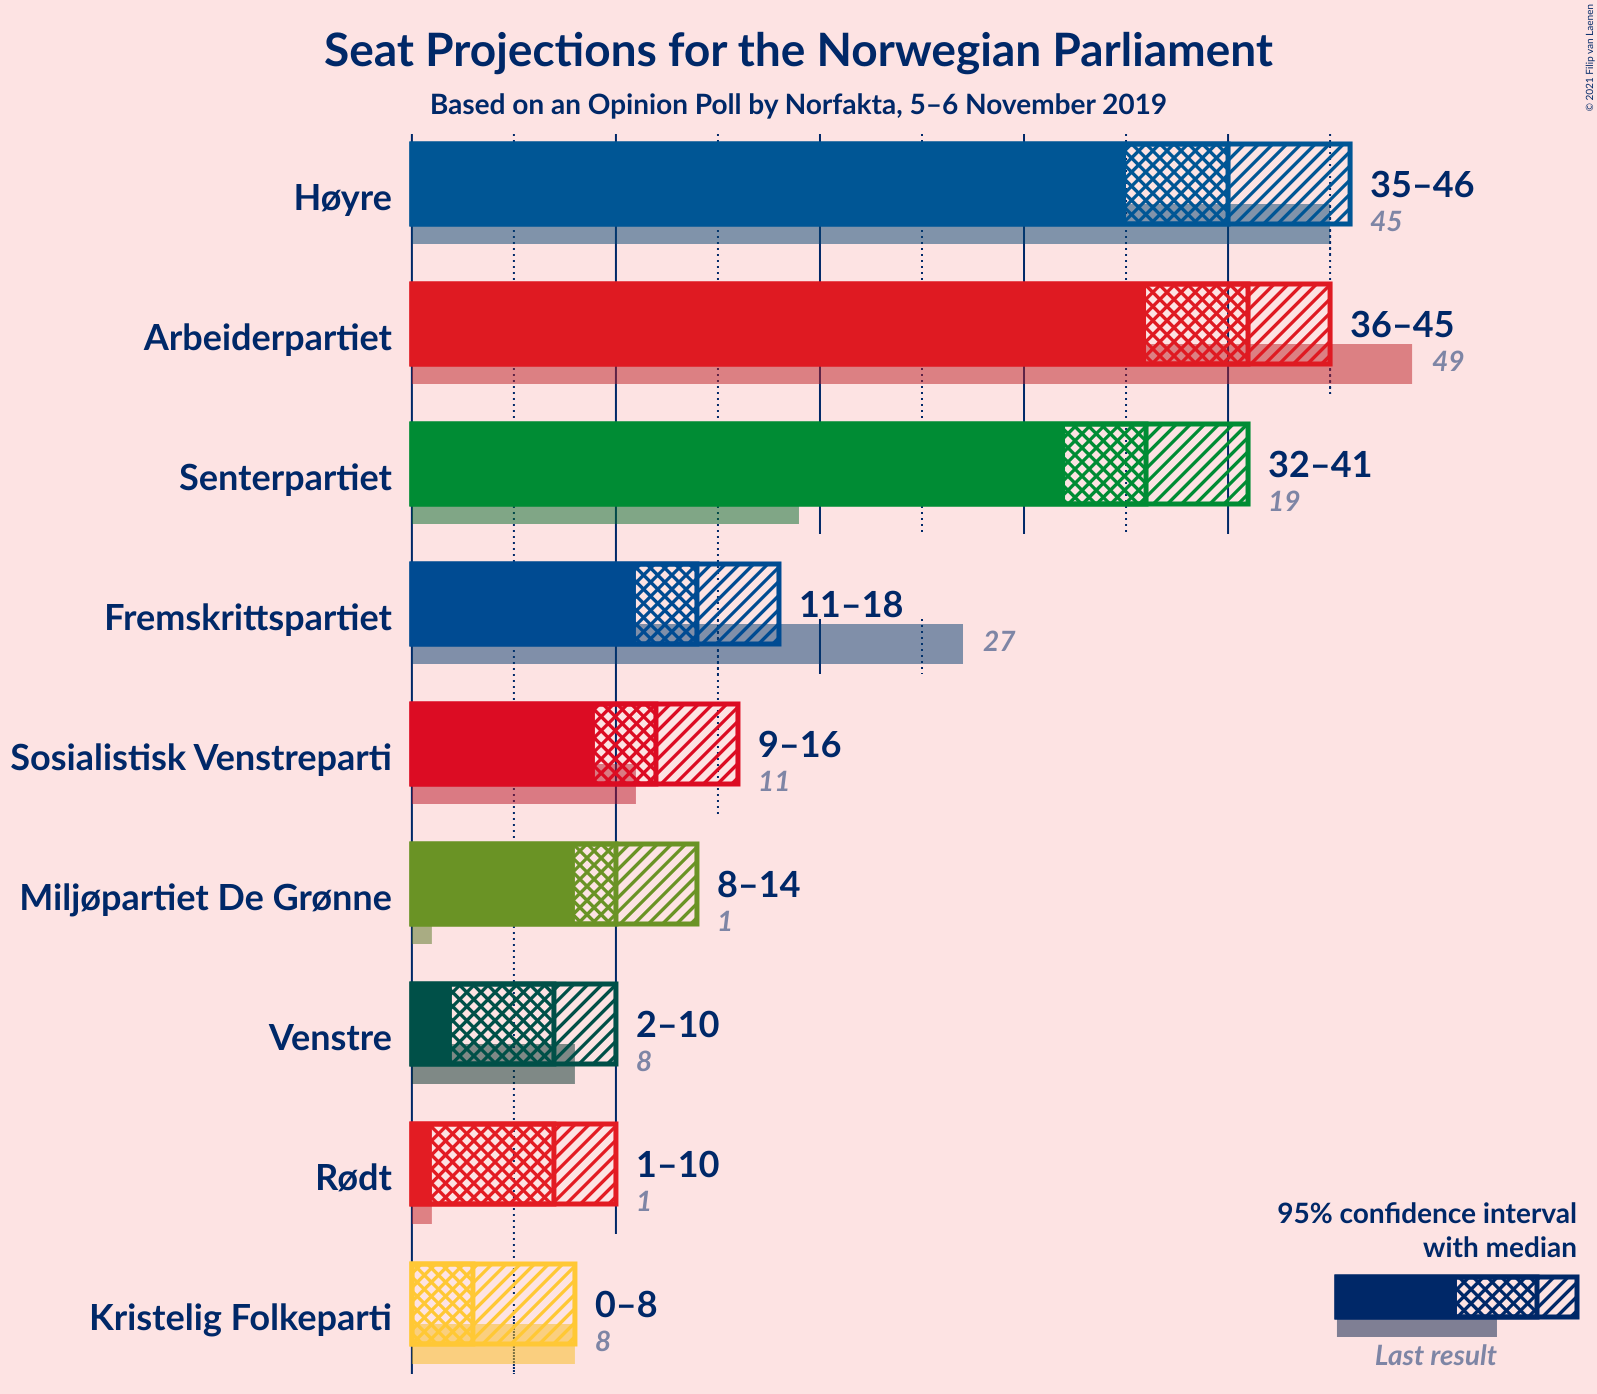 Seat Projections for the Norwegian Parliament
Based on an Opinion Poll by Norfakta, 5–6 November 2019
© 2021 Filip van Laenen
Høyre
35–46
45
Arbeiderpartiet
36–45
49
Senterpartiet
32–41
19
Fremskrittspartiet
11–18
27
Sosialistisk Venstreparti
9–16
11
Miljøpartiet De Grønne
8–14
1
Venstre
2–10
8
Rødt
1–10
1
Kristelig Folkeparti
0–8
8
95% confidence interval
with median
Last result